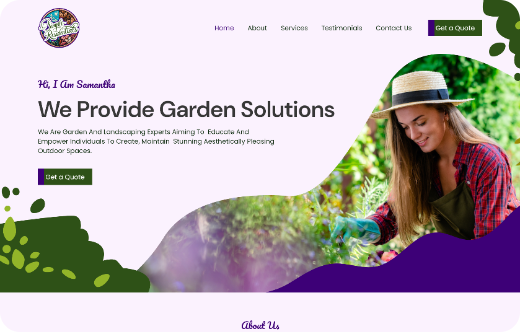 Home About Services Testimonials Contact Us Get a Quote
Hi, I Am Samantha
We Provide Garden Solutions
We Are Garden And Landscaping Experts Aiming To Educate And
Empower Individuals To Create, Maintain Stunning Aesthetically Pleasing
Outdoor Spaces.
Get a Quote
About Us